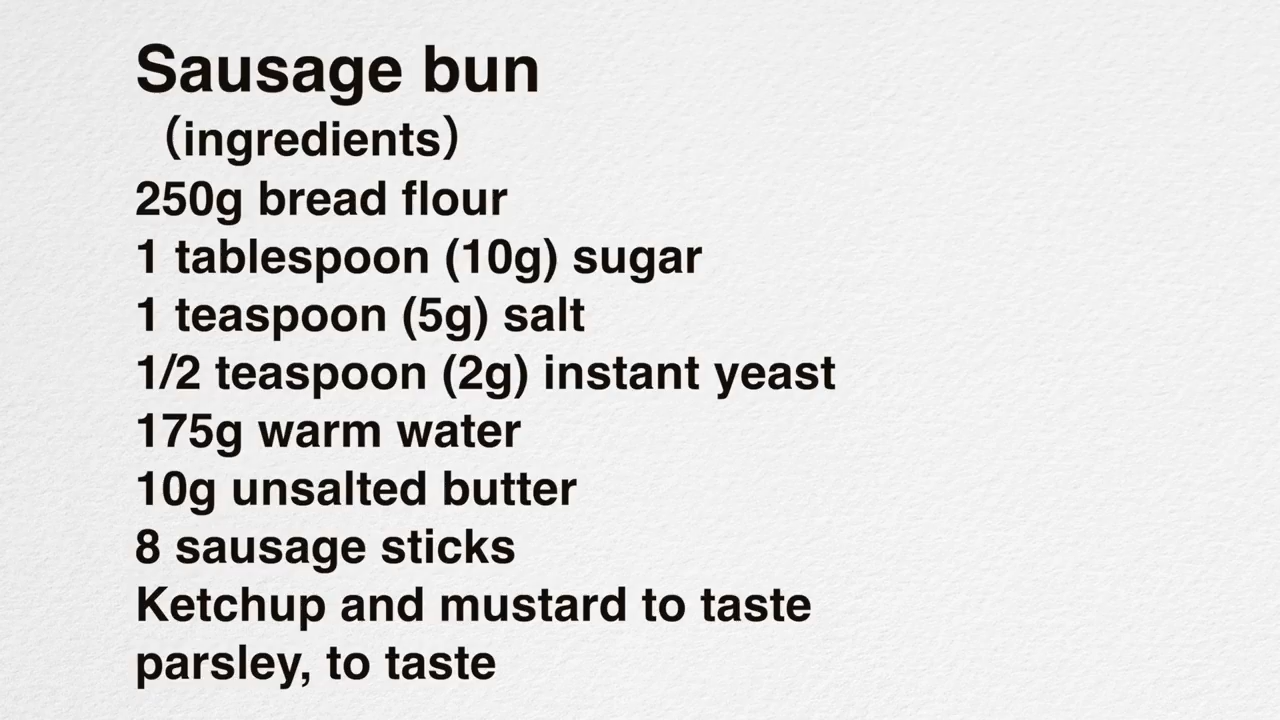 Sausage bun
（ingredients）
250g bread flour
1 tablespoon (10g) sugar
1 teaspoon (5g) salt
1/2 teaspoon (2g) instant yeast
175g warm water
10g unsalted butter
8 sausage sticks
Ketchup and mustard to taste
parsley, to taste